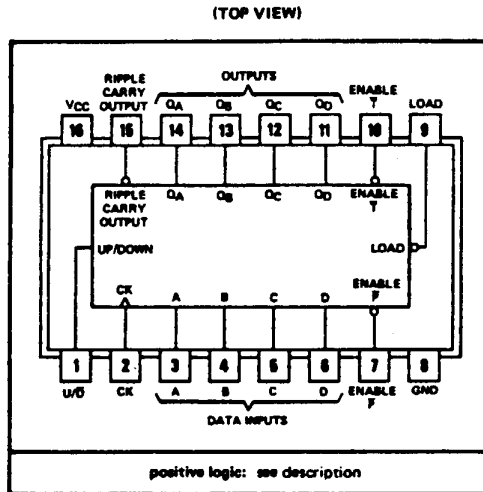 (TOP VIEW)
RIPPLE
CARRY
OUTPUT
OUTPUTS
ENABLE
T̅
VCC
QA
QB
QC
QD
LOAD
16
15
14
13
12
11
10
9
RIPPLE
CARRY
OUTPUT
QA
QB
QC
QD
ENABLE
T̅
UP/DOWN
LOAD
CK
A
B
C
D
ENABLE
P̅
1
2
3
4
5
6
7
8
U/D̅
CK
A
B
C
D
ENABLE
P̅
GND
DATA INPUTS
positive logic: see description